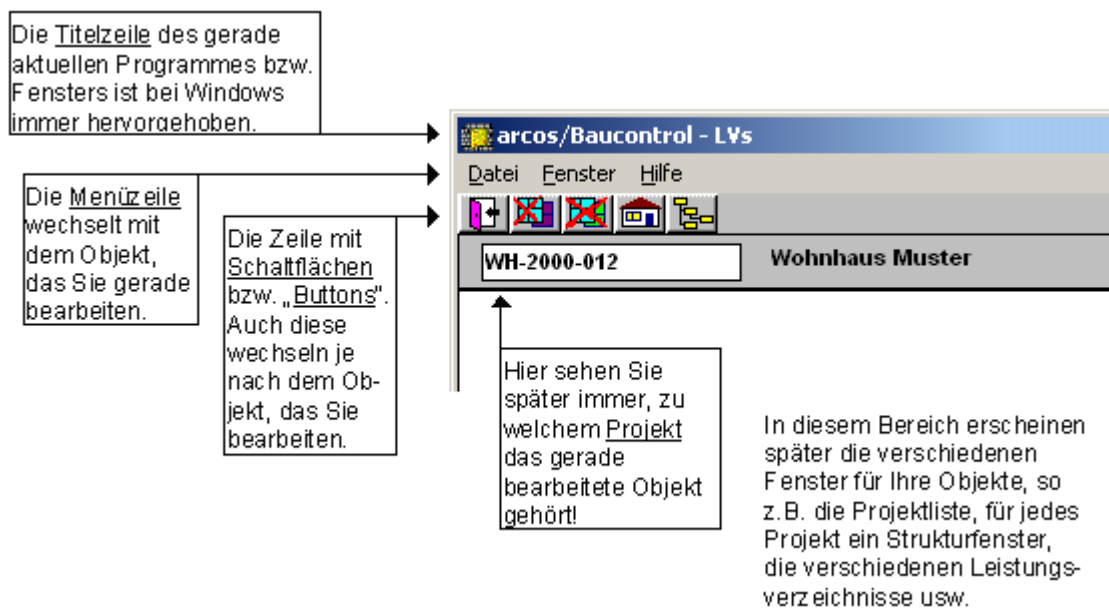 Die Titelzeile des gerade
aktuellen Programmes bzw.
Fensters ist bei Windows
immer hervorgehoben.
arcos/Baucontrol - LVs
Datei Fenster Hilfe
WH-2000-012 Wohnhaus Muster
Die Menüzeile
wechselt mit
dem Objekt,
das Sie gerade
bearbeiten.
Die Zeile mit
Schaltflächen
bzw. „Buttons“.
Auch diese
wechseln je
nach dem Ob-
jekt, das Sie
bearbeiten.
Hier sehen Sie
später immer, zu
welchem Projekt
das gerade
bearbeitete Objekt
gehört!
In diesem Bereich erscheinen
später die verschiedenen
Fenster für Ihre Objekte, so
z.B. die Projektliste, für jedes
Projekt ein Strukturfenster,
die verschiedenen Leistungs-
verzeichnisse usw.